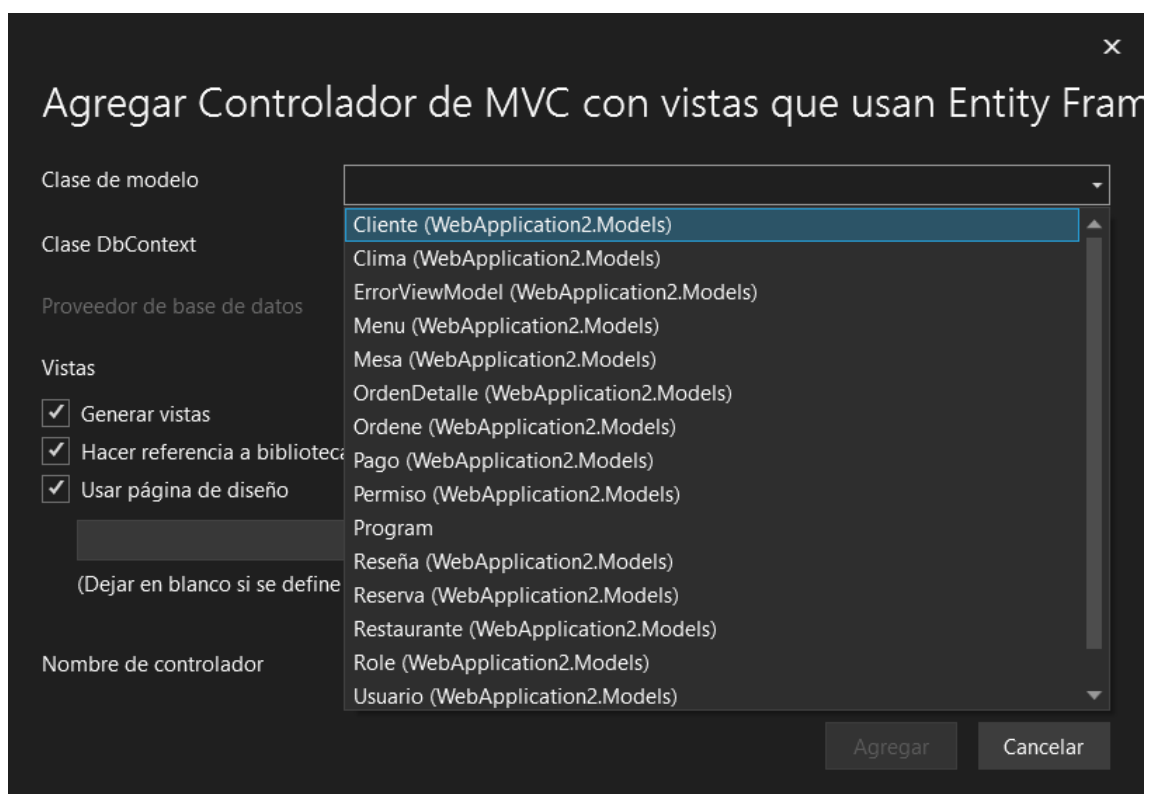 Agregar Controlador de MVC con vistas que usan Entity Fram
Clase de modelo
Cliente (WebApplication2.Models)
Clima (WebApplication2.Models)
ErrorViewModel (WebApplication2.Models)
Menu (WebApplication2.Models)
Mesa (WebApplication2.Models)
OrdenDetalle (WebApplication2.Models)
Ordene (WebApplication2.Models)
Pago (WebApplication2.Models)
Permiso (WebApplication2.Models)
Program
Reseña (WebApplication2.Models)
Reserva (WebApplication2.Models)
Restaurante (WebApplication2.Models)
Role (WebApplication2.Models)
Usuario (WebApplication2.Models)
Clase DbContext
Proveedor de base de datos
Vistas
Generar vistas
Hacer referencia a biblioteca
Usar página de diseño
(Dejar en blanco si se define
Nombre de controlador
Agregar
Cancelar